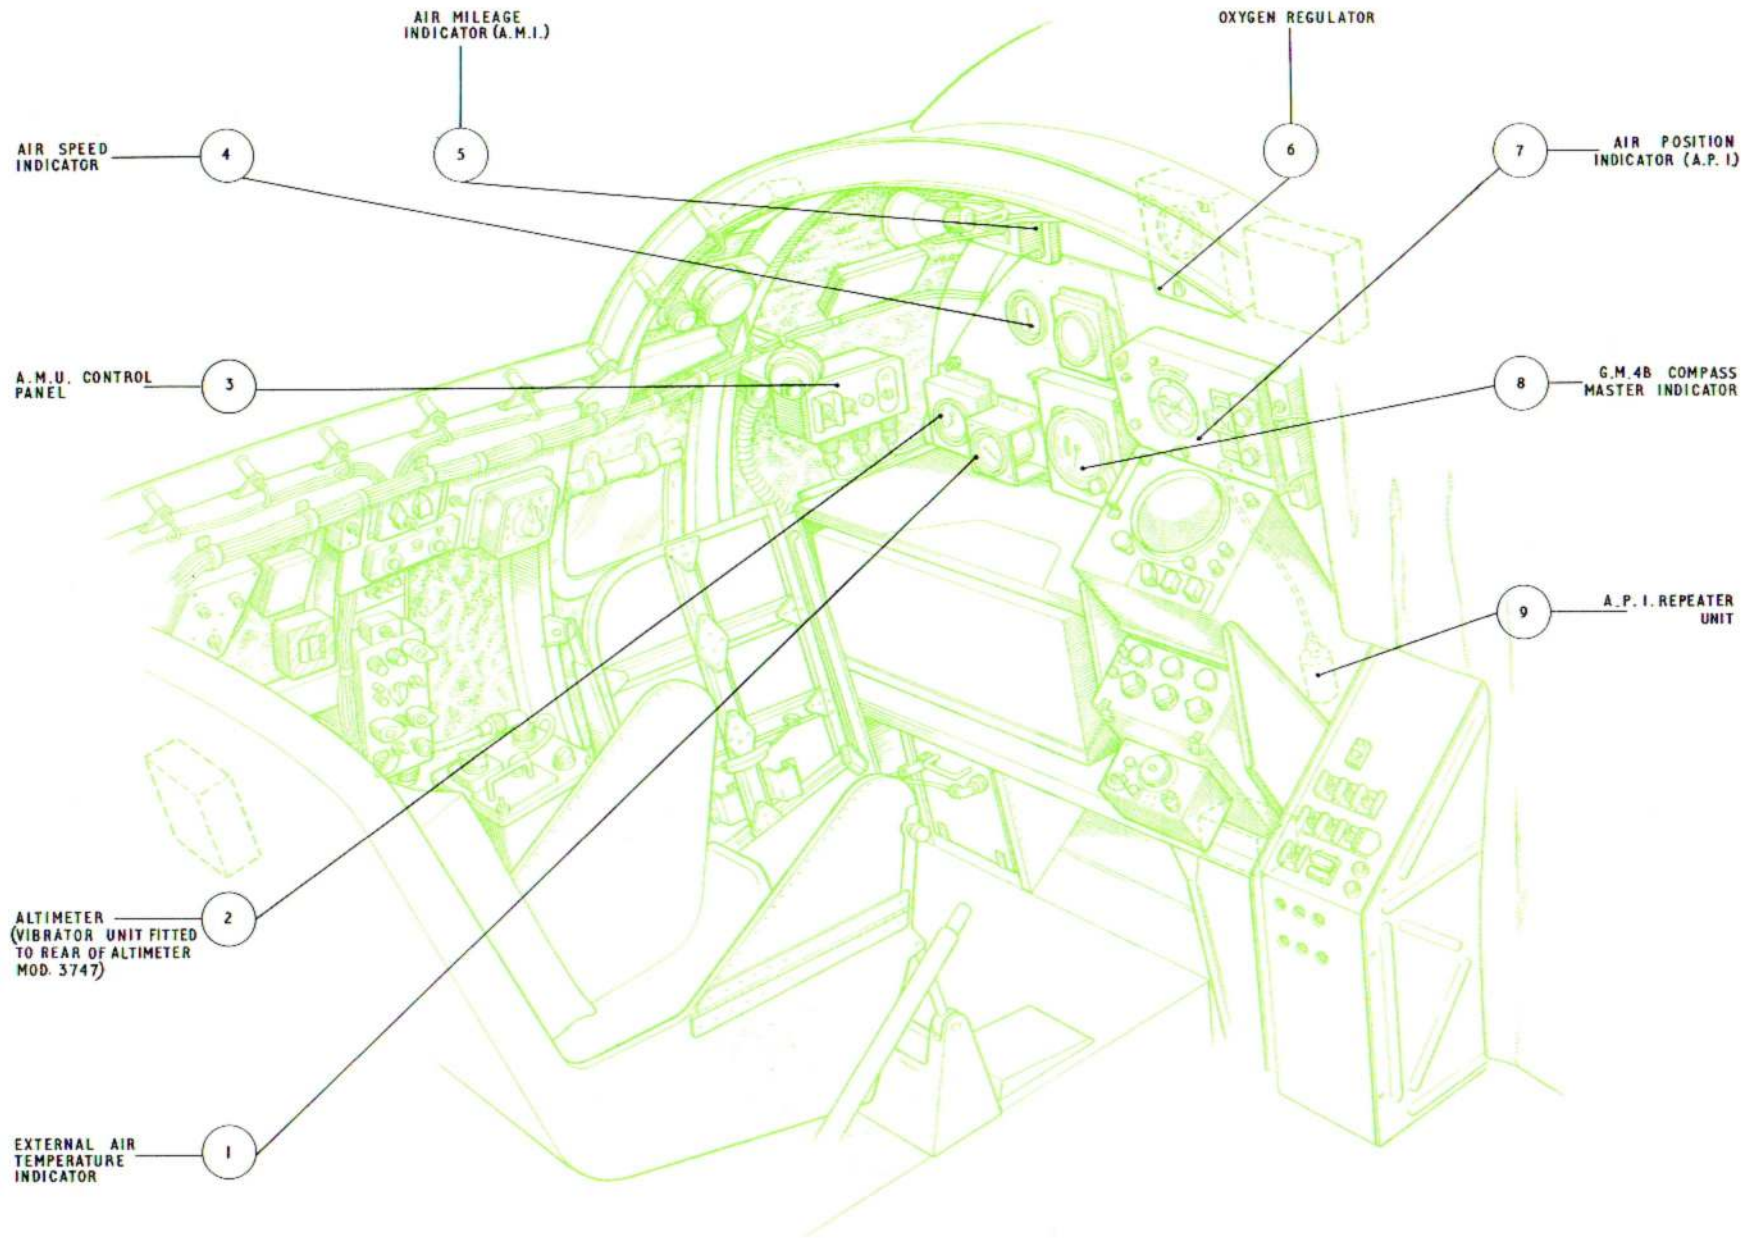 AIR MILEAGE
INDICATOR (A.M.I.)
OXYGEN REGULATOR
AIR SPEED
INDICATOR
4
5
6
7
AIR POSITION
INDICATOR (A.P.I.)
A.M.U. CONTROL
PANEL
3
8
G.M.4B COMPASS
MASTER INDICATOR
9
A.P.I. REPEATER
UNIT
ALTIMETER
(VIBRATOR UNIT FITTED
TO REAR OF ALTIMETER
MOD. 3747)
2
EXTERNAL AIR
TEMPERATURE
INDICATOR
1